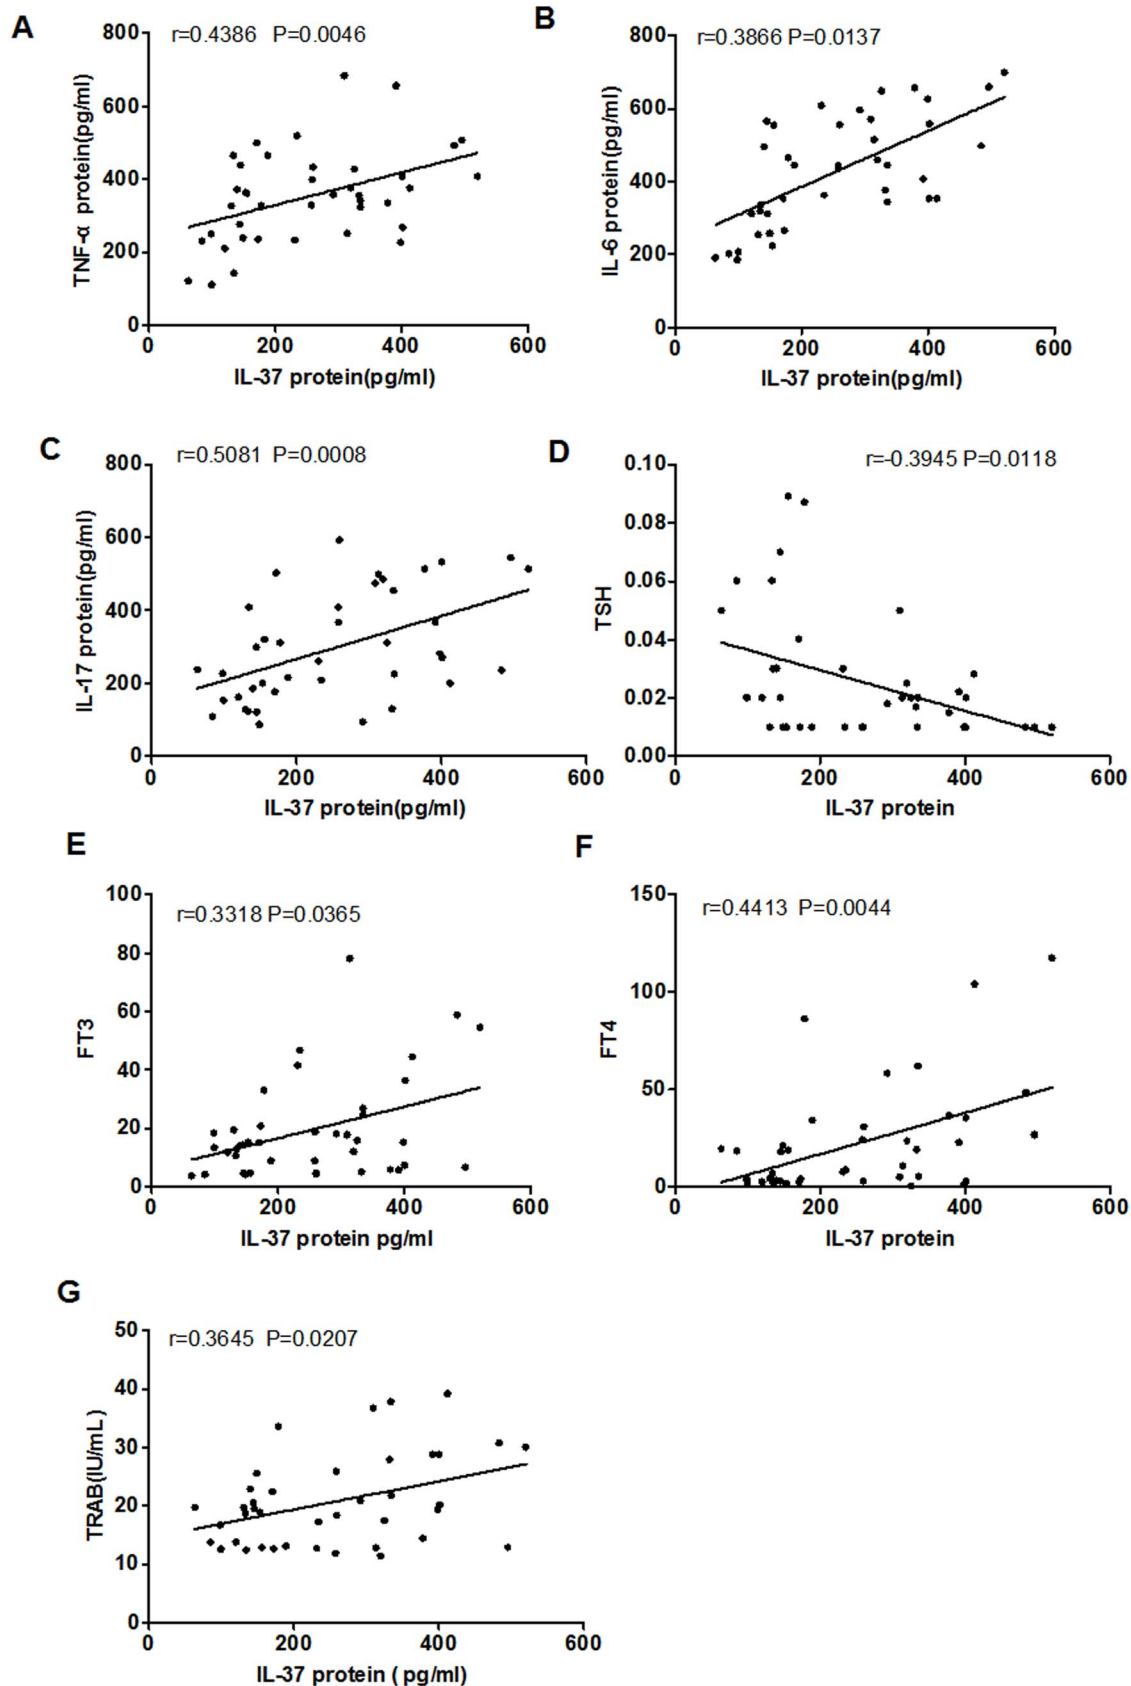 A
r=0.4386 P=0.0046
TNF-α protein(pg/ml)
800
600
400
200
0
0 200 400 600
IL-37 protein(pg/ml)
B
r=0.3866 P=0.0137
IL-6 protein(pg/ml)
800
600
400
200
0
0 200 400 600
IL-37 protein(pg/ml)
C
r=0.5081 P=0.0008
IL-17 protein(pg/ml)
800
600
400
200
0
0 200 400 600
IL-37 protein(pg/ml)
D
r=-0.3945 P=0.0118
TSH
0.10
0.08
0.06
0.04
0.02
0.00
0 200 400 600
IL-37 protein
E
r=0.3318 P=0.0365
FT3
100
80
60
40
20
0
0 200 400 600
IL-37 protein pg/ml
F
r=0.4413 P=0.0044
FT4
150
100
50
0
0 200 400 600
IL-37 protein
G
r=0.3645 P=0.0207
TRAB(IU/mL)
50
40
30
20
10
0
0 200 400 600
IL-37 protein ( pg/ml)